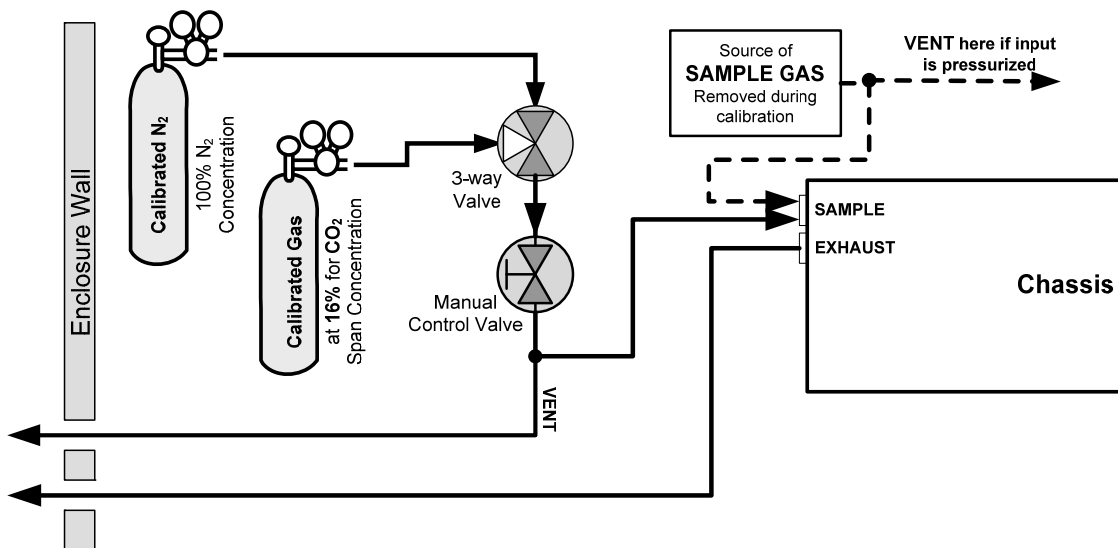 Enclosure Wall
Calibrated N₂
100% N₂
Concentration
Calibrated Gas
at 16% for CO₂
Span Concentration
3-way
Valve
Manual
Control Valve
VENT
Source of
SAMPLE GAS
Removed during
calibration
VENT here if input
is pressurized
SAMPLE
EXHAUST
Chassis